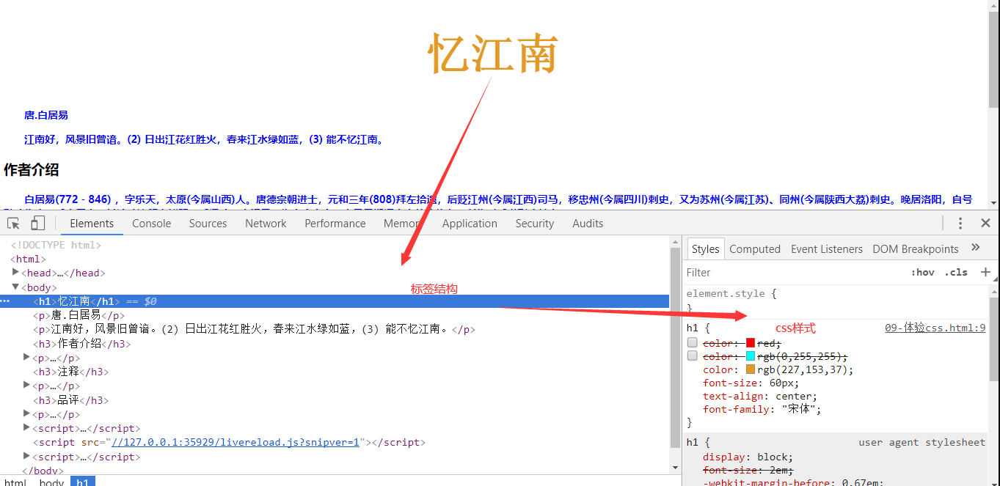 忆江南
唐.白居易
江南好，风景旧曾谙。(2) 日出江花红胜火，春来江水绿如蓝，(3) 能不忆江南。
作者介绍
白居易(772 - 846) ，字乐天，太原(今属山西)人。唐德宗朝进士，元和三年(808)拜左拾遗，后贬江州(今属江西)司马，移忠州(今属四川)刺史，又为苏州(今属江苏)、同州(今属陕西大荔)刺史。晚居洛阳，自号
Elements Console Sources Network Performance Memory Application Security Audits
<!DOCTYPE html>
<html>
<head>…</head>
<body>
标签结构
<h1>忆江南</h1> == $0
<p>唐.白居易</p>
<p>江南好，风景旧曾谙。(2) 日出江花红胜火，春来江水绿如蓝，(3) 能不忆江南。</p>
<h3>作者介绍</h3>
<p>…</p>
<h3>注释</h3>
<p>…</p>
<h3>品评</h3>
<p>…</p>
<script>…</script>
<script src="//127.0.0.1:35929/livereload.js?snipver=1"></script>
<script>…</script>
</body>
html body h1
Styles Computed Event Listeners DOM Breakpoints »
Filter :hov .cls +
element.style {
}
css样式
h1 { 09-体验css.html:9
color: red;
color: rgb(0,255,255);
color: rgb(227,153,37);
font-size: 60px;
text-align: center;
font-family: "宋体";
}
h1 { user agent stylesheet
display: block;
font-size: 2em;
-webkit-margin-before: 0.67em;